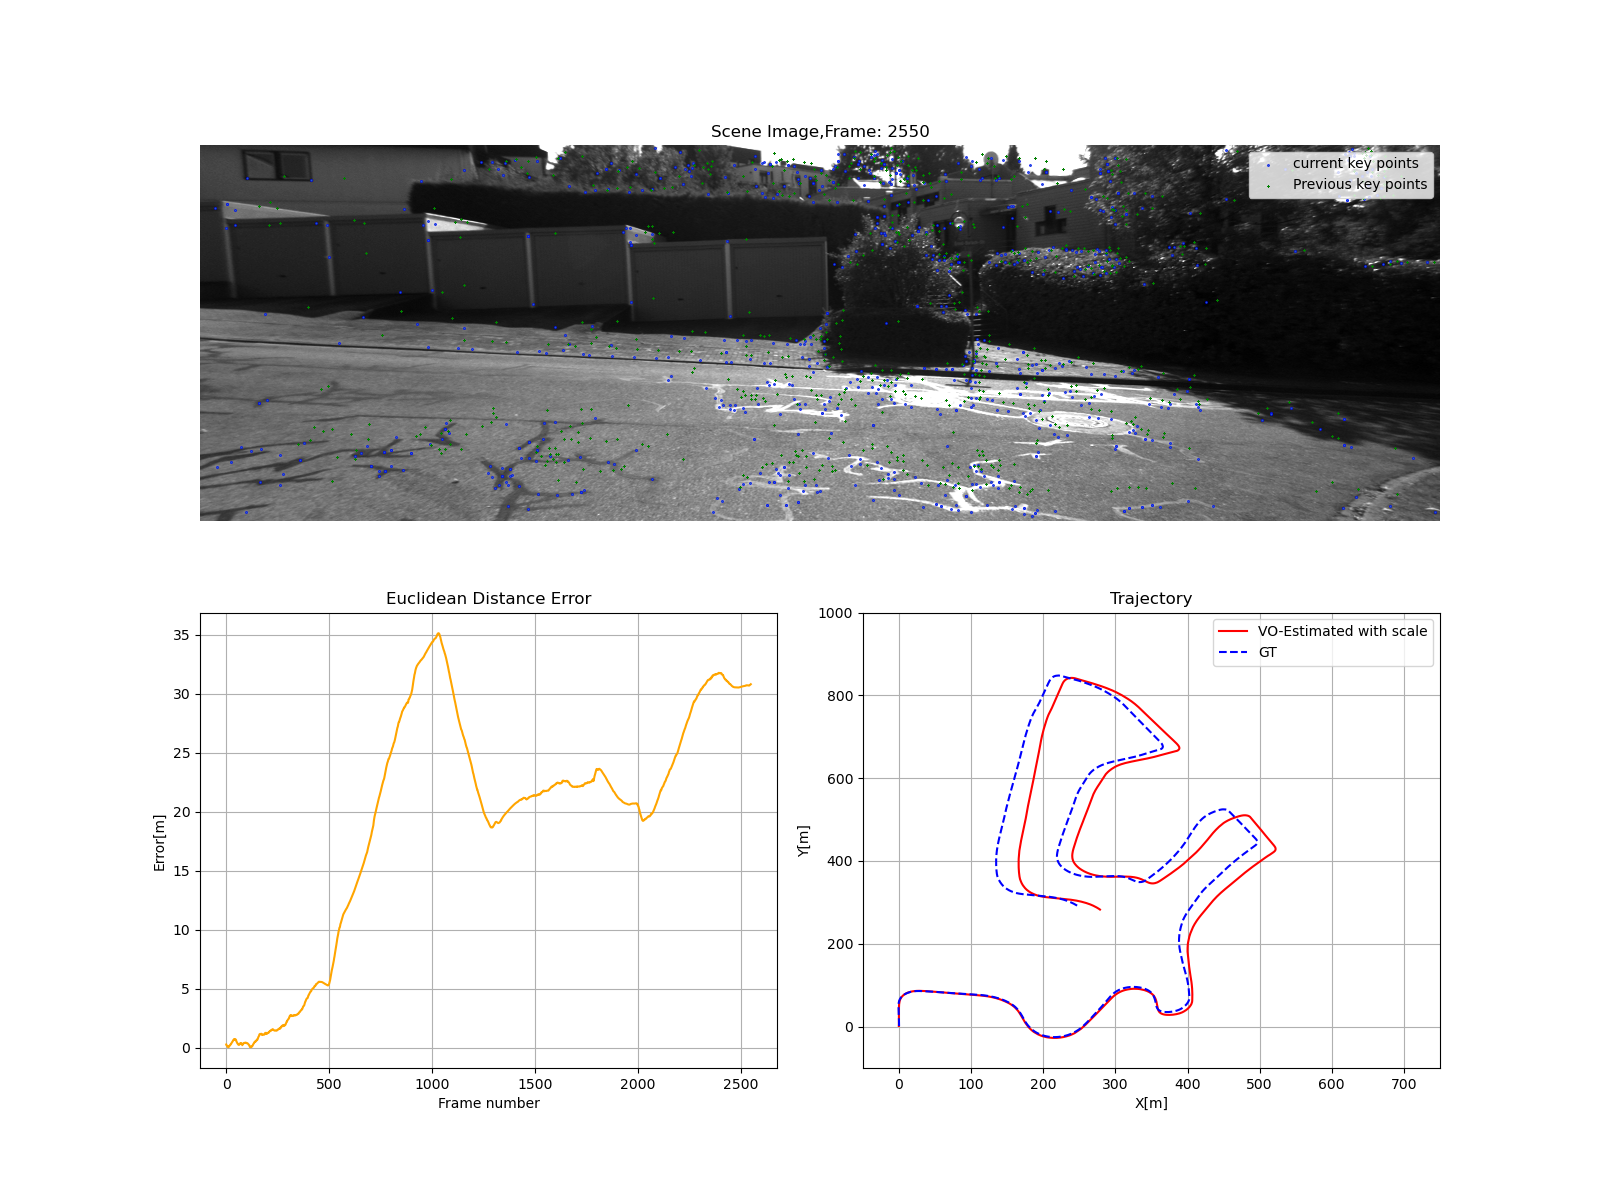 Scene Image,Frame: 2550
current key points
Previous key points
Euclidean Distance Error
35
30
25
20
15
10
5
0
Error[m]
0 500 1000 1500 2000 2500
Frame number
Trajectory
VO-Estimated with scale
GT
1000
800
600
400
200
0
Y[m]
0 100 200 300 400 500 600 700
X[m]